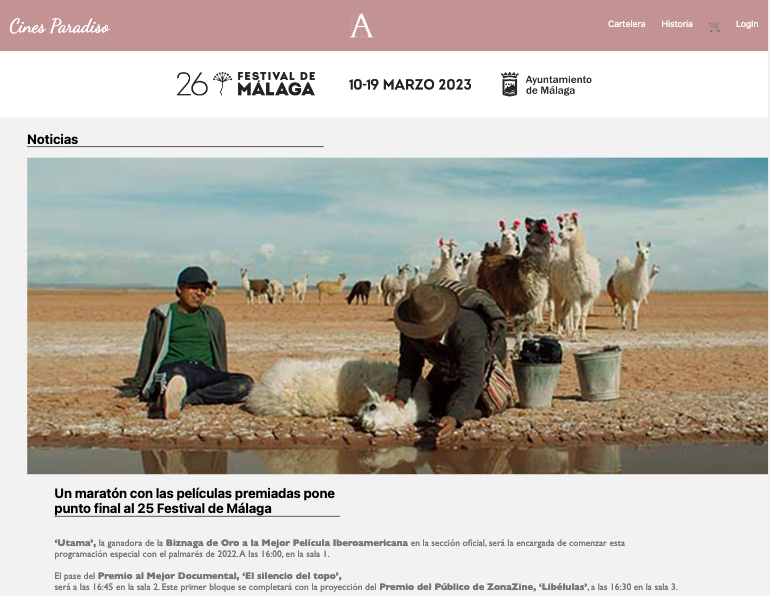 Cines Paradiso
A
Cartelera Historia LogIn
26 FESTIVAL DE MÁLAGA
10-19 MARZO 2023
Ayuntamiento
de Málaga
Noticias
Un maratón con las películas premiadas pone
punto final al 25 Festival de Málaga
‘Utama’, la ganadora de la Biznaga de Oro a la Mejor Película Iberoamericana en la sección oficial, será la encargada de comenzar esta
programación especial con el palmarés de 2022. A las 16:00, en la sala 1.
El pase del Premio al Mejor Documental, ‘El silencio del topo’,
será a las 16:45 en la sala 2. Este primer bloque se completará con la proyección del Premio del Público de ZonaZine, ‘Libélulas’, a las 16:30 en la sala 3.